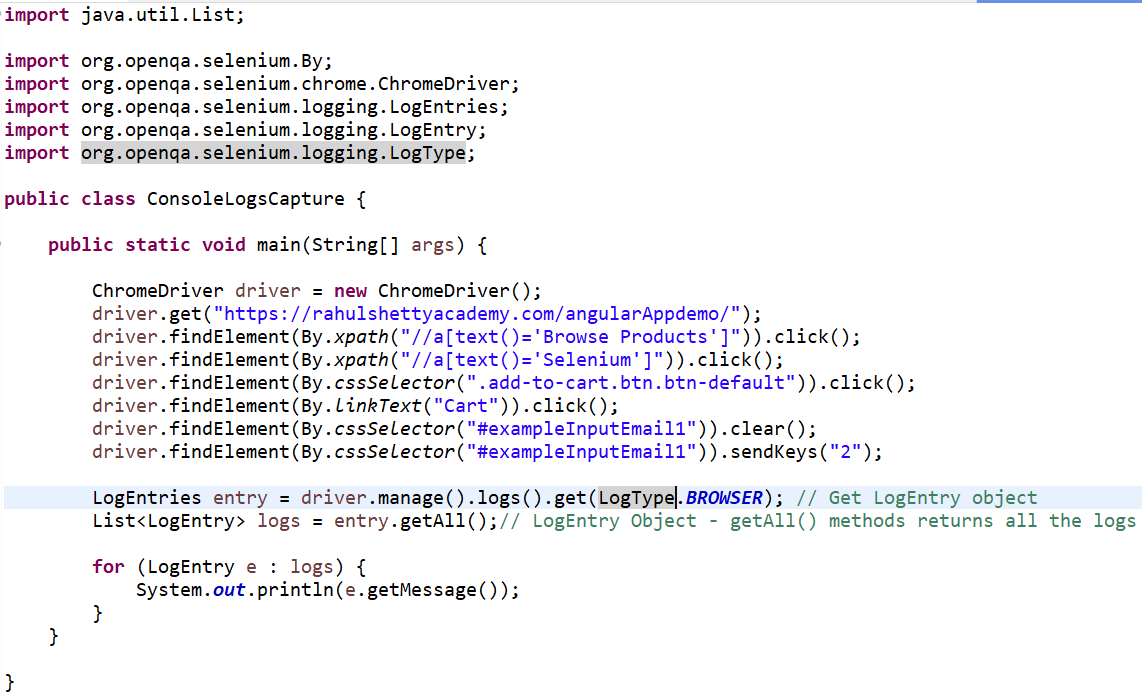 import java.util.List;
import org.openqa.selenium.By;
import org.openqa.selenium.chrome.ChromeDriver;
import org.openqa.selenium.logging.LogEntries;
import org.openqa.selenium.logging.LogEntry;
import org.openqa.selenium.logging.LogType;
public class ConsoleLogsCapture {
public static void main(String[] args) {
ChromeDriver driver = new ChromeDriver();
driver.get("https://rahulshettyacademy.com/angularAppdemo/");
driver.findElement(By.xpath("//a[text()='Browse Products']")).click();
driver.findElement(By.xpath("//a[text()='Selenium']")).click();
driver.findElement(By.cssSelector(".add-to-cart.btn.btn-default")).click();
driver.findElement(By.linkText("Cart")).click();
driver.findElement(By.cssSelector("#exampleInputEmail1")).clear();
driver.findElement(By.cssSelector("#exampleInputEmail1")).sendKeys("2");
LogEntries entry = driver.manage().logs().get(LogType.BROWSER); // Get LogEntry object
List<LogEntry> logs = entry.getAll();// LogEntry Object - getAll() methods returns all the logs
for (LogEntry e : logs) {
System.out.println(e.getMessage());
}
}
}